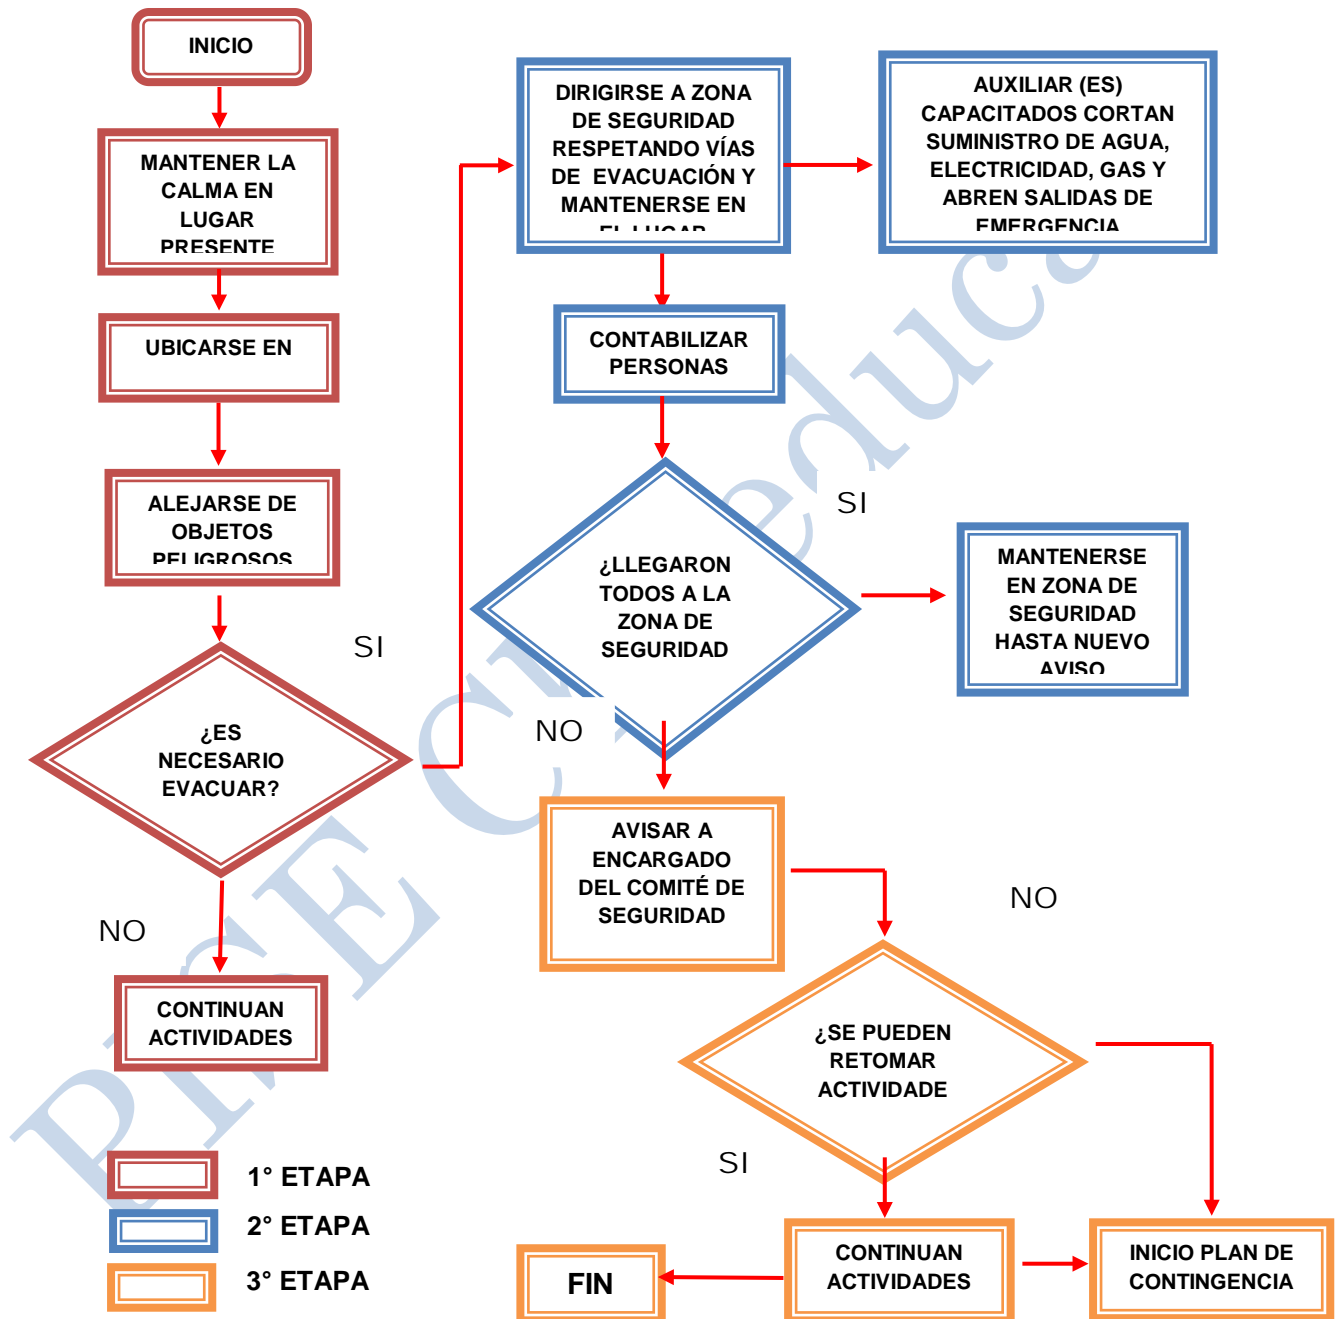 INICIO
MANTENER LA
CALMA EN
LUGAR
PRESENTE
UBICARSE EN
ALEJARSE DE
OBJETOS
PELIGROSOS
¿ES
NECESARIO
EVACUAR?
SI
NO
CONTINUAN
ACTIVIDADES
DIRIGIRSE A ZONA
DE SEGURIDAD
RESPETANDO VÍAS
DE EVACUACIÓN Y
MANTENERSE EN
EL LUGAR
AUXILIAR (ES)
CAPACITADOS CORTAN
SUMINISTRO DE AGUA,
ELECTRICIDAD, GAS Y
ABREN SALIDAS DE
EMERGENCIA
CONTABILIZAR
PERSONAS
¿LLEGARON
TODOS A LA
ZONA DE
SEGURIDAD
SI
MANTENERSE
EN ZONA DE
SEGURIDAD
HASTA NUEVO
AVISO
NO
AVISAR A
ENCARGADO
DEL COMITÉ DE
SEGURIDAD
NO
¿SE PUEDEN
RETOMAR
ACTIVIDADE
SI
CONTINUAN
ACTIVIDADES
INICIO PLAN DE
CONTINGENCIA
FIN
1° ETAPA
2° ETAPA
3° ETAPA